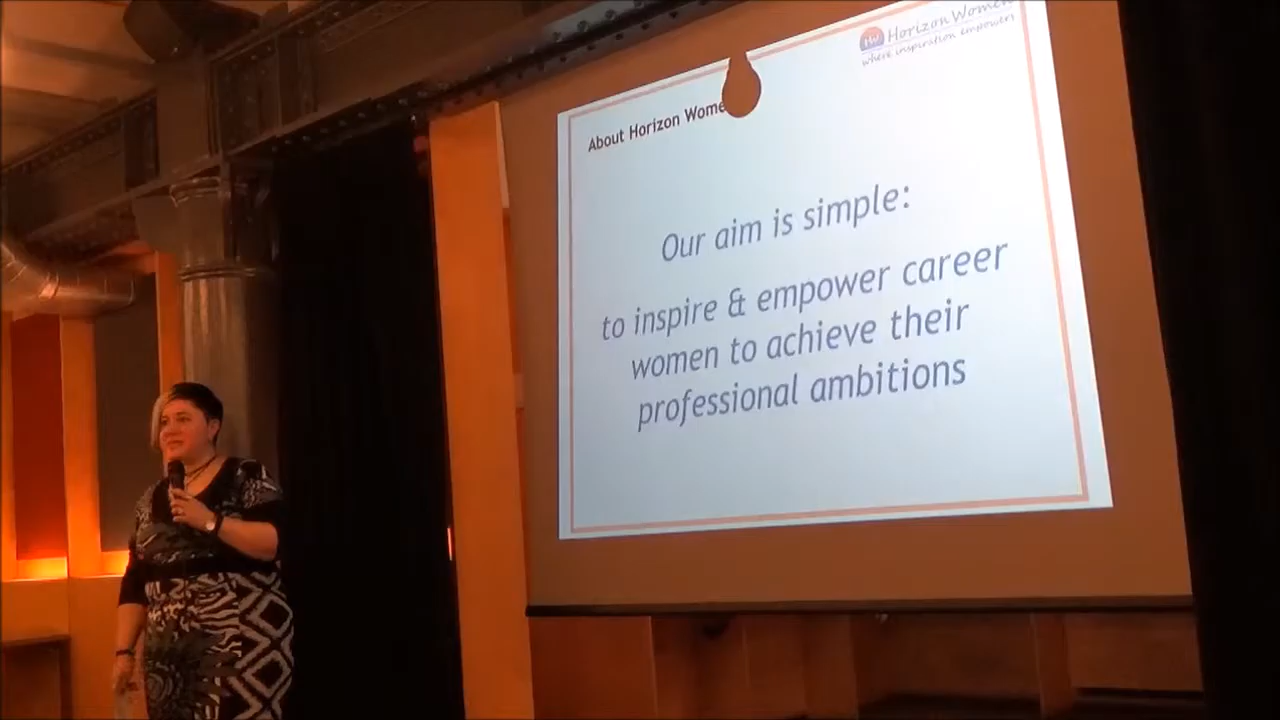 Horizon Women
where inspiration empowers
About Horizon Wome
Our aim is simple:
to inspire & empower career
women to achieve their
professional ambitions